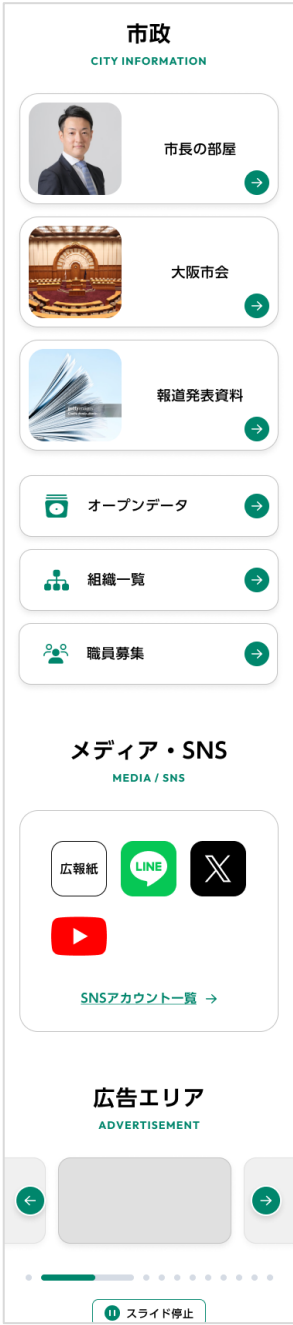 市政
CITY INFORMATION
市長の部屋
大阪市会
報道発表資料
オープンデータ
組織一覧
職員募集
メディア・SNS
MEDIA / SNS
広報紙
LINE
X
SNSアカウント一覧
広告エリア
ADVERTISEMENT
スライド停止